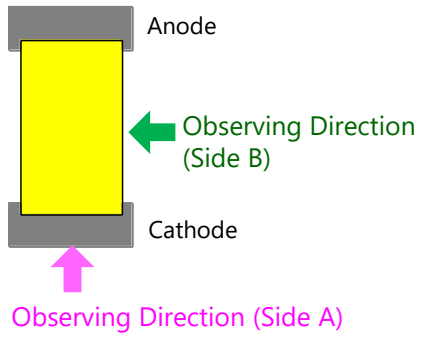 Anode
Observing Direction
(Side B)
Cathode
Observing Direction (Side A)